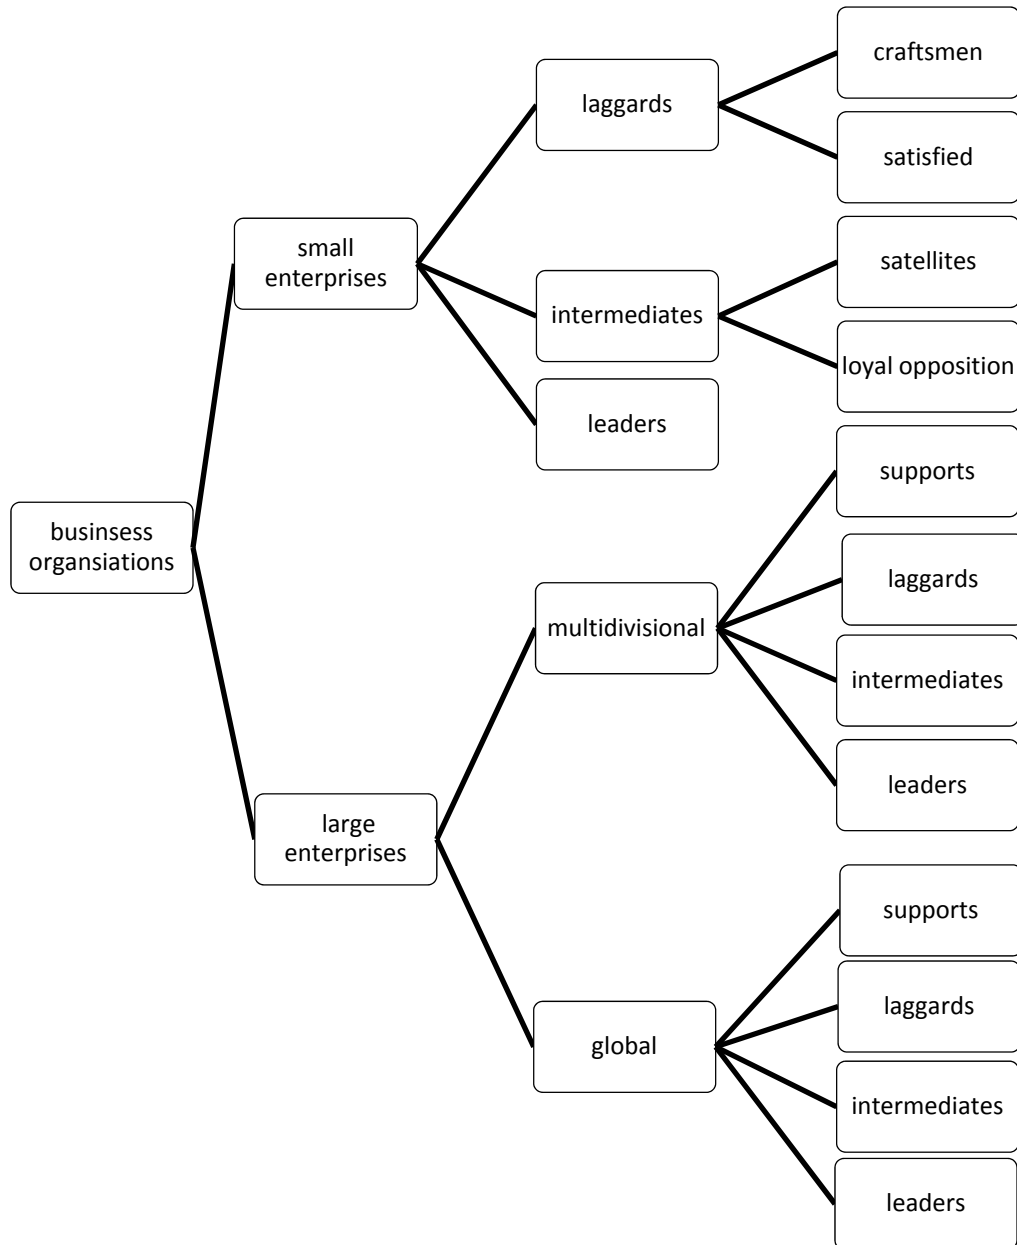 craftsmen
laggards
satisfied
small
enterprises
satellites
intermediates
loyal opposition
leaders
supports
businsess
organsiations
laggards
multidivisional
intermediates
leaders
large
enterprises
supports
laggards
global
intermediates
leaders